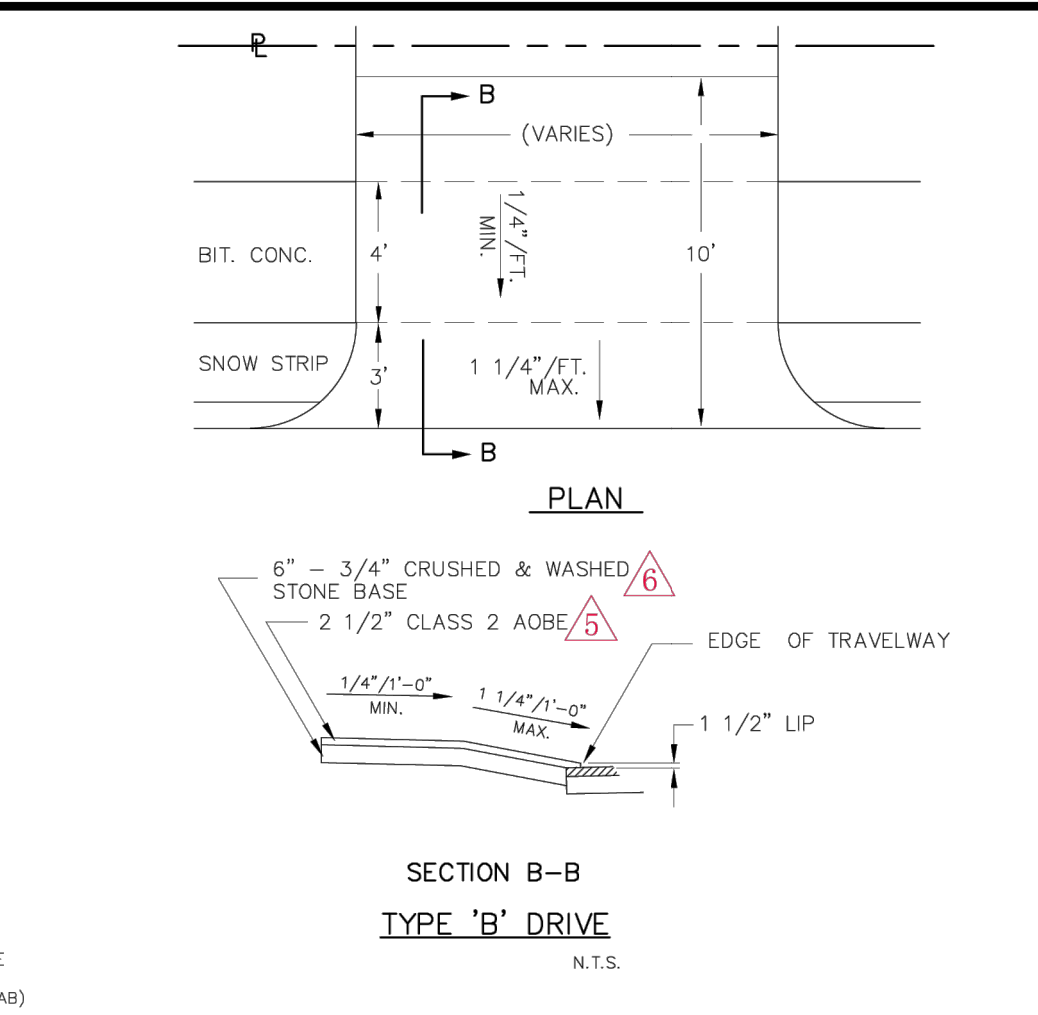 PL
B
(VARIES)
1/4"/FT.
MIN.
BIT. CONC.
4'
10'
SNOW STRIP
3'
1 1/4"/FT.
MAX.
B
PLAN
6" – 3/4" CRUSHED & WASHED 6
STONE BASE
2 1/2" CLASS 2 AOBE 5
EDGE OF TRAVELWAY
1/4"/1'-0"
MIN.
1 1/4"/1'-0"
MAX.
1 1/2" LIP
SECTION B–B
TYPE 'B' DRIVE
N.T.S.
E
AB)